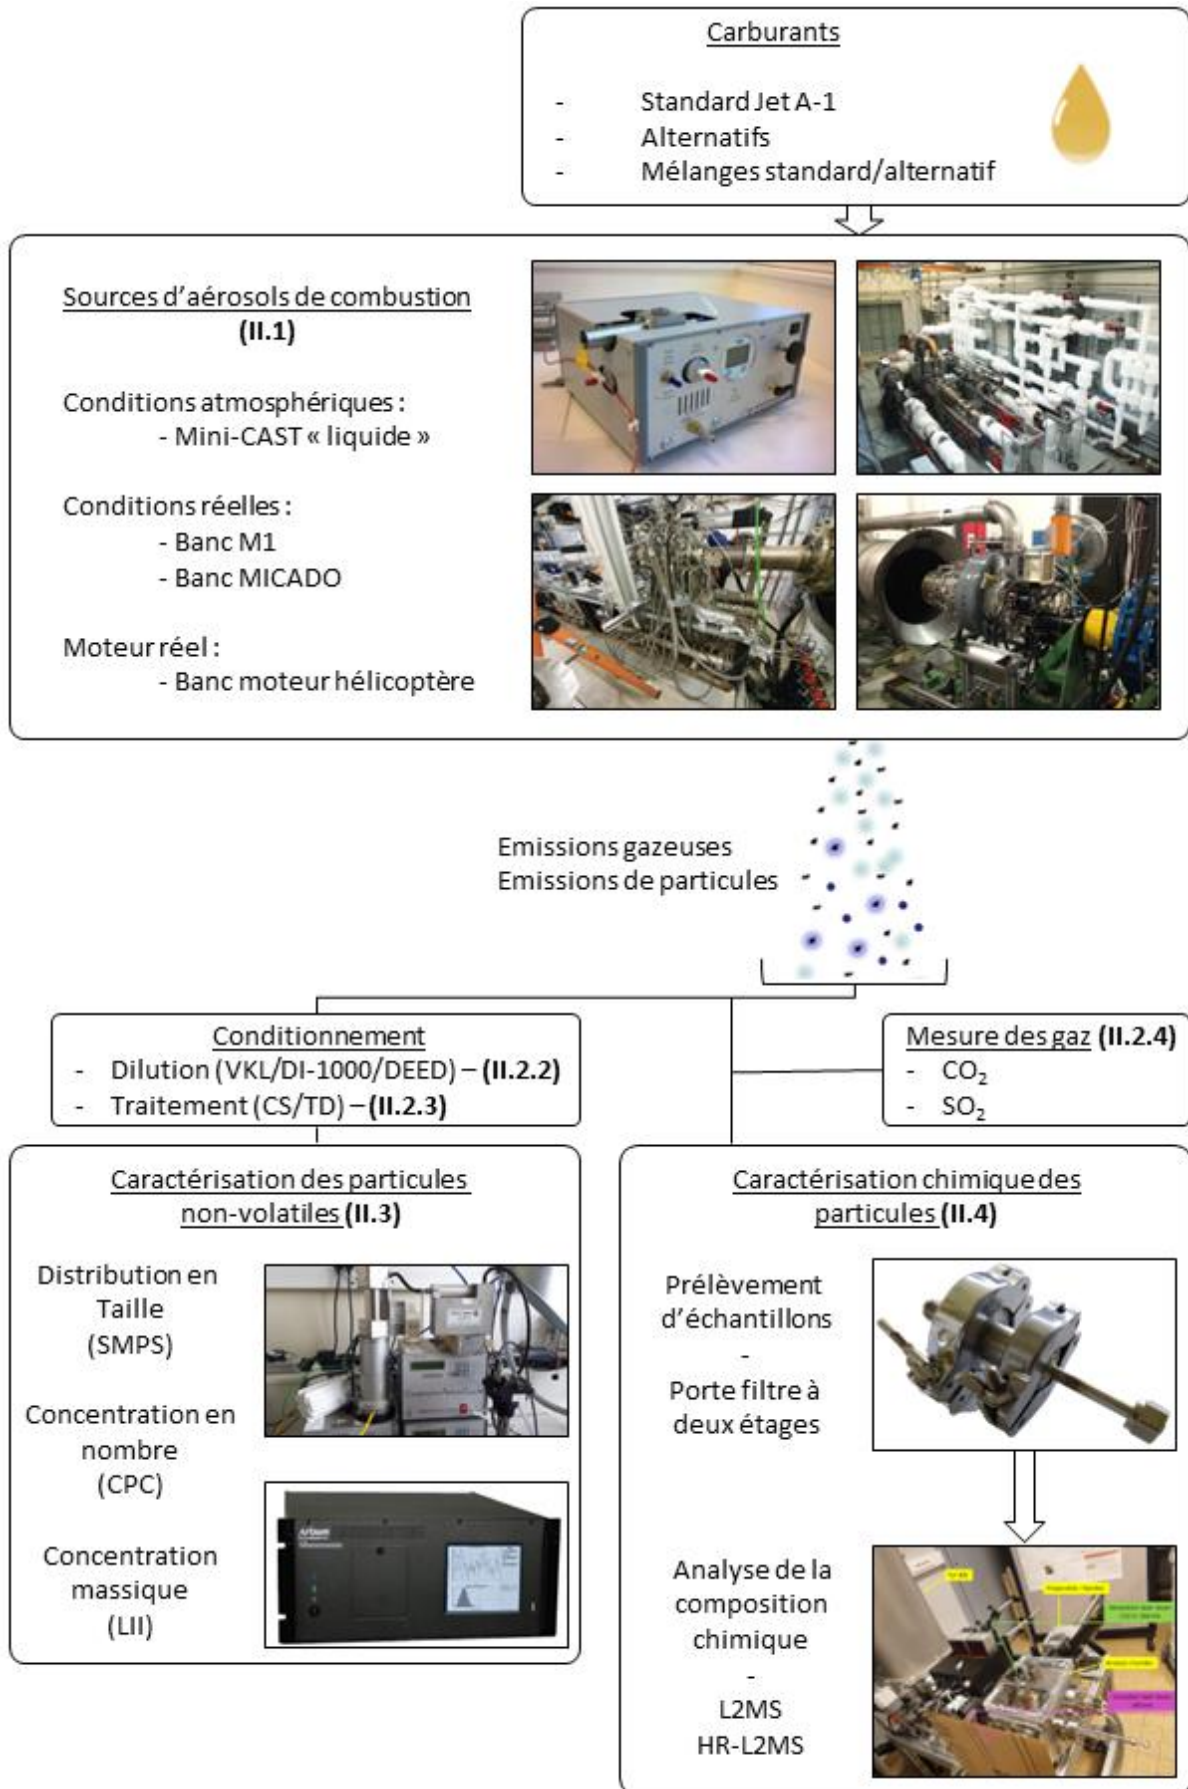 Carburants
- Standard Jet A-1
- Alternatifs
- Mélanges standard/alternatif
Sources d'aérosols de combustion
(II.1)
Conditions atmosphériques :
- Mini-CAST « liquide »
Conditions réelles :
- Banc M1
- Banc MICADO
Moteur réel :
- Banc moteur hélicoptère
Emissions gazeuses
Emissions de particules
Conditionnement
- Dilution (VKL/DI-1000/DEED) – (II.2.2)
- Traitement (CS/TD) – (II.2.3)
Mesure des gaz (II.2.4)
- CO₂
- SO₂
Caractérisation des particules
non-volatiles (II.3)
Distribution en
Taille
(SMPS)
Concentration en
nombre
(CPC)
Concentration
massique
(LII)
Artium
Caractérisation chimique des
particules (II.4)
Prélèvement
d'échantillons
-
Porte filtre à
deux étages
Analyse de la
composition
chimique
-
L2MS
HR-L2MS